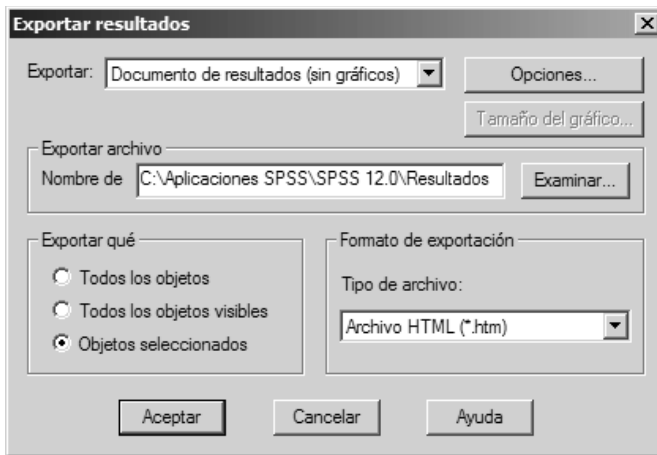 Exportar resultados
Exportar: Documento de resultados (sin gráficos) Opciones...
Tamaño del gráfico...
Exportar archivo
Nombre de C:\Aplicaciones SPSS\SPSS 12.0\Resultados Examinar...
Exportar qué
Todos los objetos
Todos los objetos visibles
Objetos seleccionados
Formato de exportación
Tipo de archivo:
Archivo HTML (*.htm)
Aceptar Cancelar Ayuda